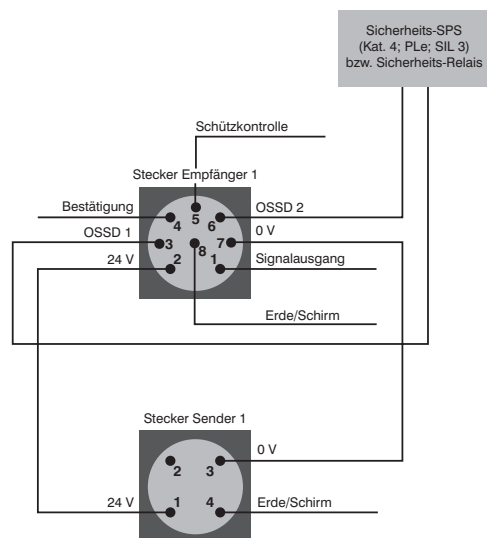 Sicherheits-SPS
(Kat. 4; PLe; SIL 3)
bzw. Sicherheits-Relais
Schützkontrolle
Stecker Empfänger 1
Bestätigung
OSSD 2
4
5
6
OSSD 1
0 V
3
8
7
24 V
2
1
Signalausgang
Erde/Schirm
Stecker Sender 1
0 V
2
3
24 V
1
4
Erde/Schirm